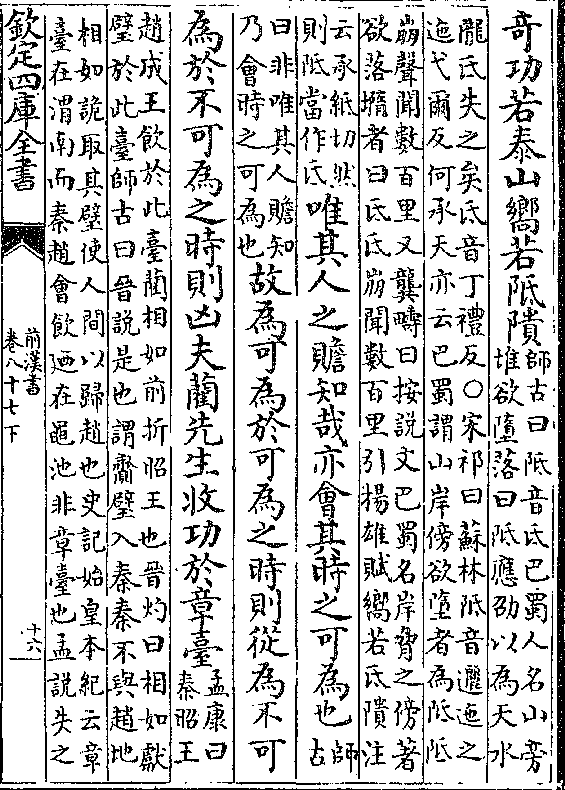 奇功若泰山嚮若阺隤師古曰阺音氏巴蜀人名山旁
堆欲墮落曰阺應劭以為天水
隴氏失之矣氏音丁禮反○宋祁曰蘇林阺音邐迤之
迤弋爾反何承天亦云巴蜀謂山岸傍欲墮者為阺阺
崩聲聞數百里又龔疇曰按說文巴蜀名岸脅之傍著
欲落墯者曰氏氏崩聞數百里引揚雄賦嚮若氏隤注
云承紙切然
則阺當作氏唯其人之贍知哉亦會其時之可為也師
古
曰非唯其人贍知
乃會時之可為也故為可為於可為之時則從為不可
為於不可為之時則凶夫藺先生收功於章臺孟康曰
秦昭王
趙成王飲於此臺藺相如前折昭王也晉灼曰相如獻
璧於此臺師古曰晉說是也謂齎璧入秦秦不與趙地
相如詭取其璧使人間以歸趙也史記始皇本紀云章
臺在渭南而秦趙會飲迺在黽池非章臺也孟說失之
欽定四庫全書
前漢書
卷八十七下
十六